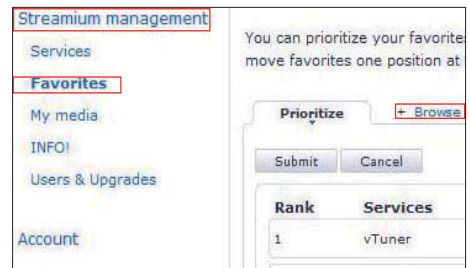 Streamium management
Services
Favorites
My media
INFO!
Users & Upgrades
Account
You can prioritize your favorite
move favorites one position at
Prioritize
+ Browse
Submit Cancel
Rank Services
1 vTuner